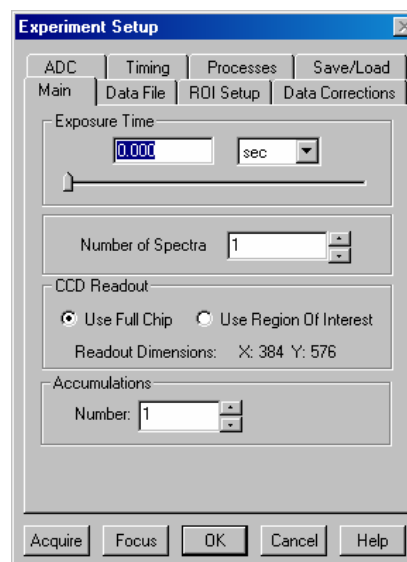 Experiment Setup
ADC Timing Processes Save/Load
Main Data File ROI Setup Data Corrections
Exposure Time
0.000 sec
Number of Spectra 1
CCD Readout
Use Full Chip Use Region Of Interest
Readout Dimensions: X: 384 Y: 576
Accumulations
Number: 1
Acquire Focus OK Cancel Help